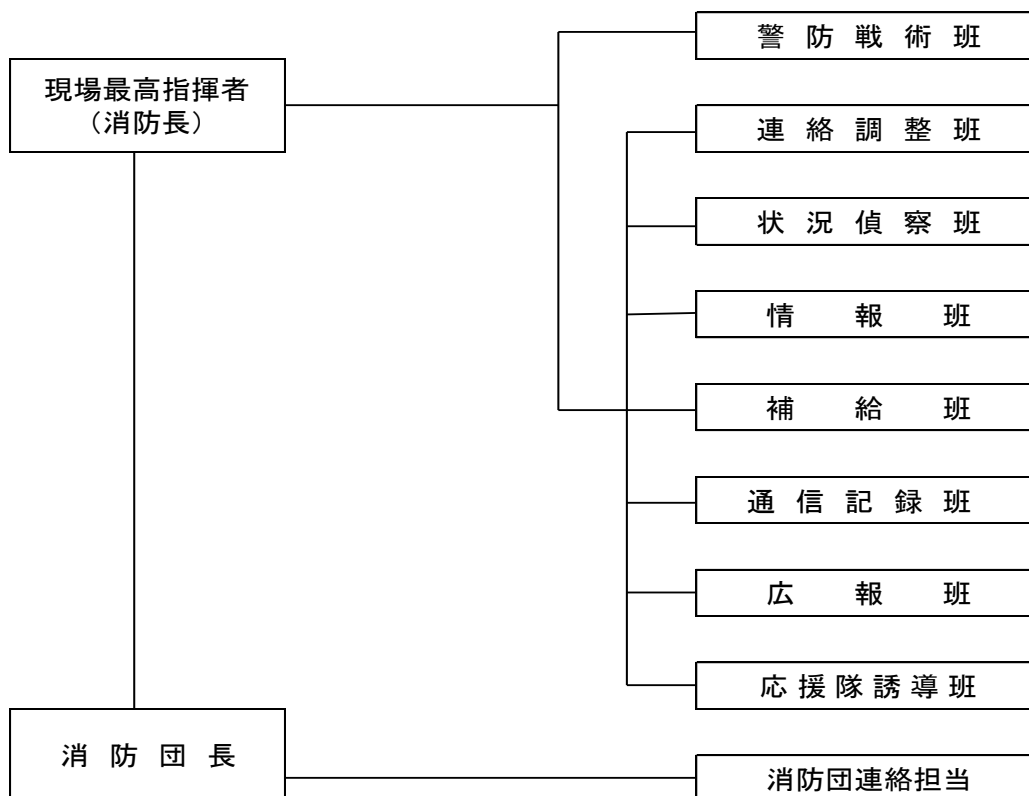 現場最高指揮者
（消防長）
警防戦術班
連絡調整班
状況偵察班
情報班
補給班
通信記録班
広報班
応援隊誘導班
消防団長
消防団連絡担当